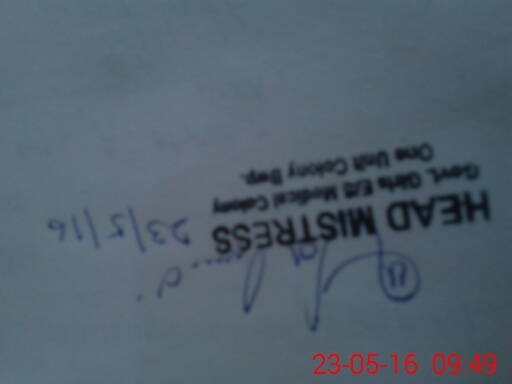 23/5/16
HEAD MISTRESS
Govt. Girls E/S Medical Colony
One Unit Colony Bwp.
23-05-16 09:49